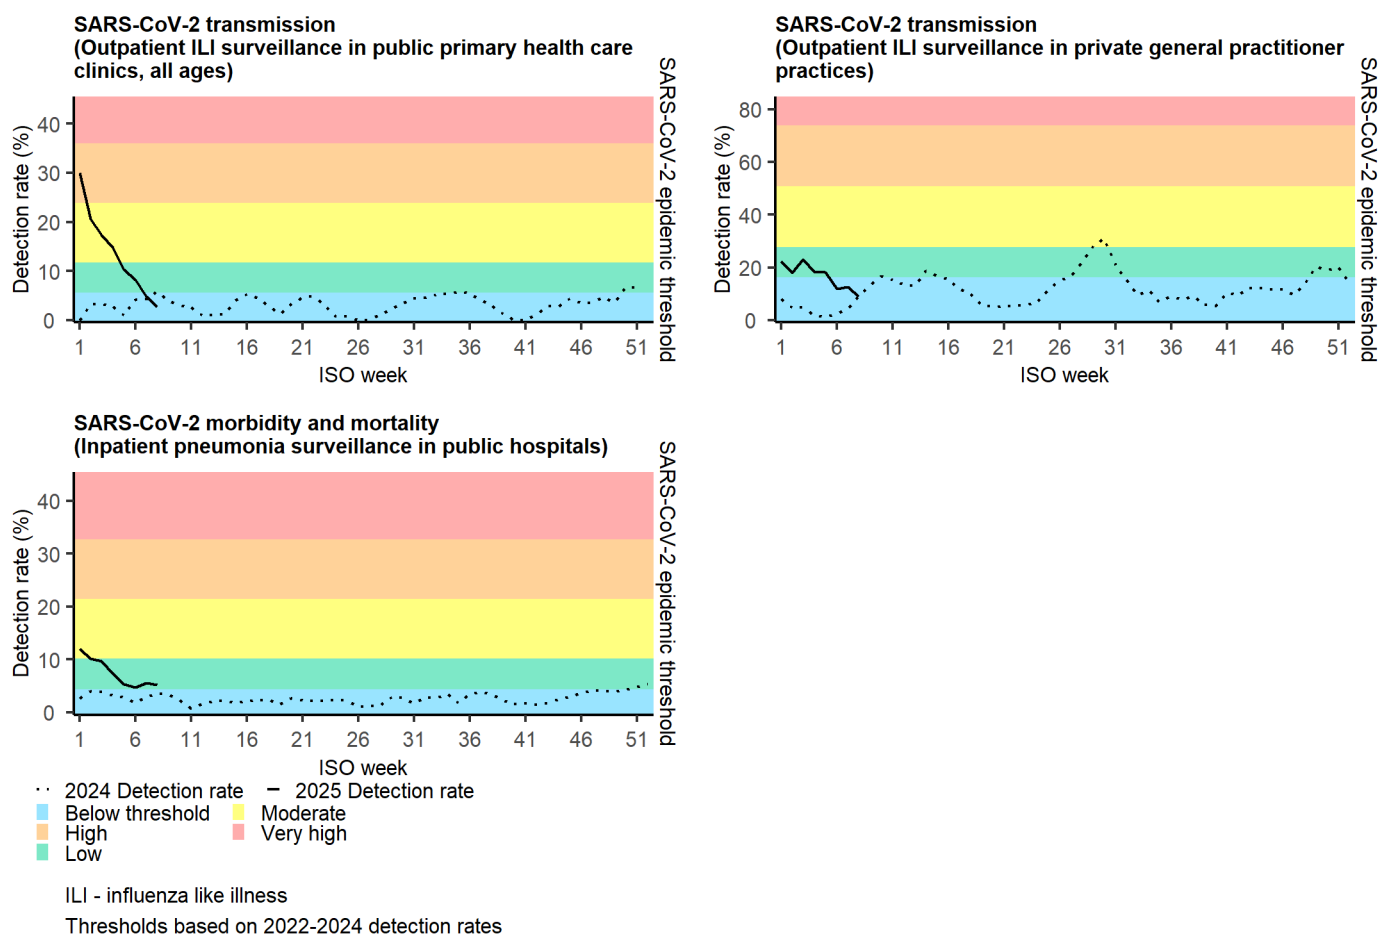 SARS-CoV-2 transmission
(Outpatient ILI surveillance in public primary health care
clinics, all ages)
Detection rate (%)
40
30
20
10
0
1 6 11 16 21 26 31 36 41 46 51
ISO week
SARS-CoV-2 epidemic threshold
SARS-CoV-2 transmission
(Outpatient ILI surveillance in private general practitioner
practices)
Detection rate (%)
80
60
40
20
0
1 6 11 16 21 26 31 36 41 46 51
ISO week
SARS-CoV-2 epidemic threshold
SARS-CoV-2 morbidity and mortality
(Inpatient pneumonia surveillance in public hospitals)
Detection rate (%)
40
30
20
10
0
1 6 11 16 21 26 31 36 41 46 51
ISO week
SARS-CoV-2 epidemic threshold
2024 Detection rate 2025 Detection rate
Below threshold Moderate
High Very high
Low
ILI - influenza like illness
Thresholds based on 2022-2024 detection rates